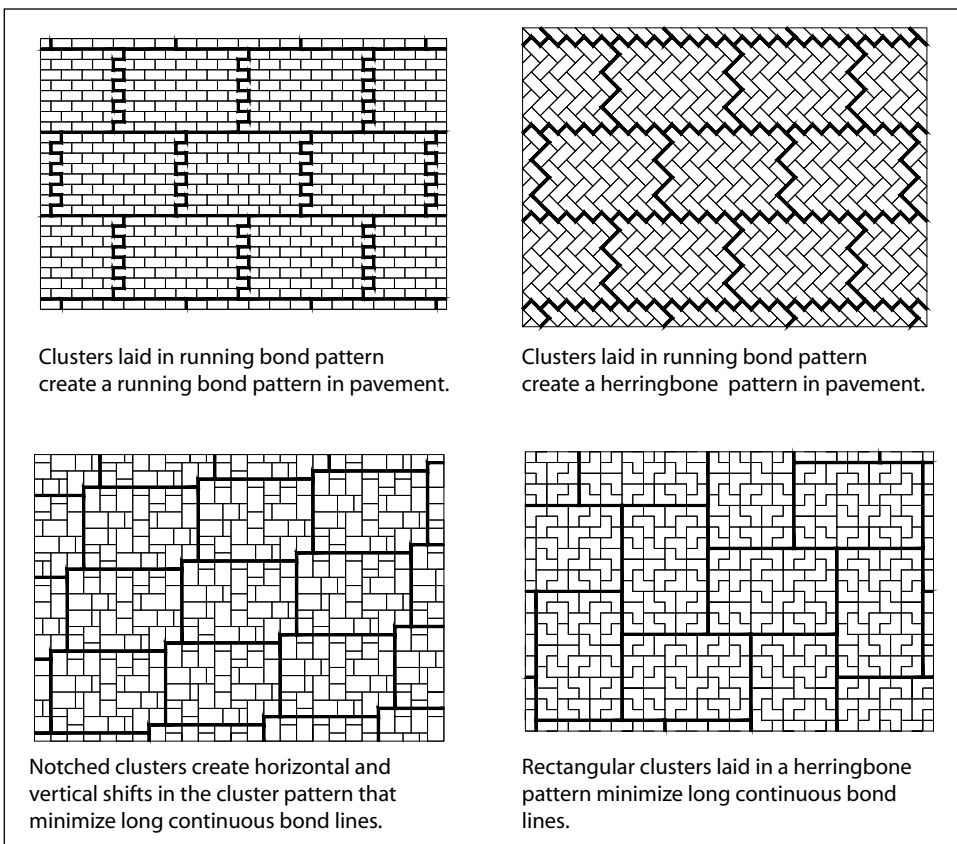 Clusters laid in running bond pattern
create a running bond pattern in pavement.
Clusters laid in running bond pattern
create a herringbone pattern in pavement.
Notched clusters create horizontal and
vertical shifts in the cluster pattern that
minimize long continuous bond lines.
Rectangular clusters laid in a herringbone
pattern minimize long continuous bond
lines.